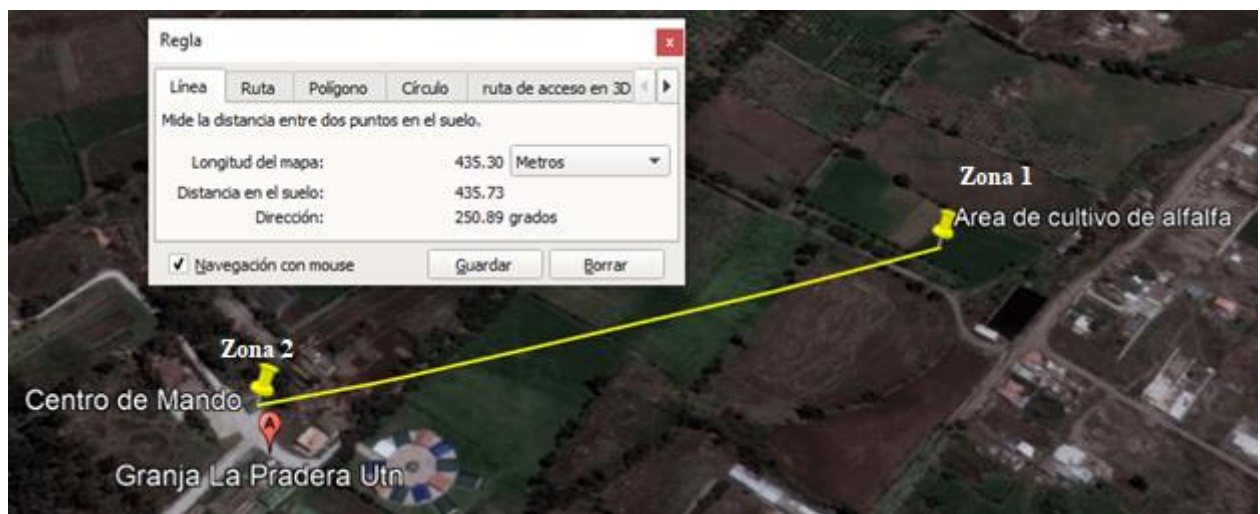 Regla
x
Línea Ruta Polígono Círculo ruta de acceso en 3D
Mide la distancia entre dos puntos en el suelo.
Longitud del mapa: 435.30 Metros
Distancia en el suelo: 435.73
Dirección: 250.89 grados
Navegación con mouse Guardar Borrar
Zona 1
Area de cultivo de alfalfa
Zona 2
Centro de Mando
A
Granja La Pradera Utn